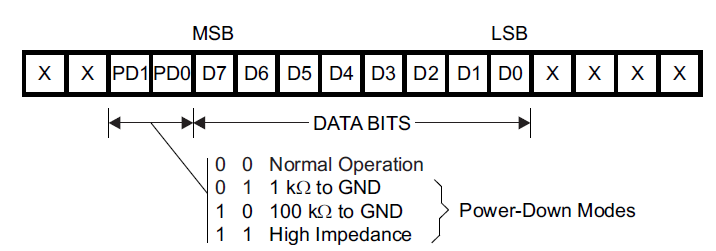 MSB LSB
X X PD1 PD0 D7 D6 D5 D4 D3 D2 D1 D0 X X X X
DATA BITS
0 0 Normal Operation
0 1 1 kΩ to GND
1 0 100 kΩ to GND
1 1 High Impedance
Power-Down Modes